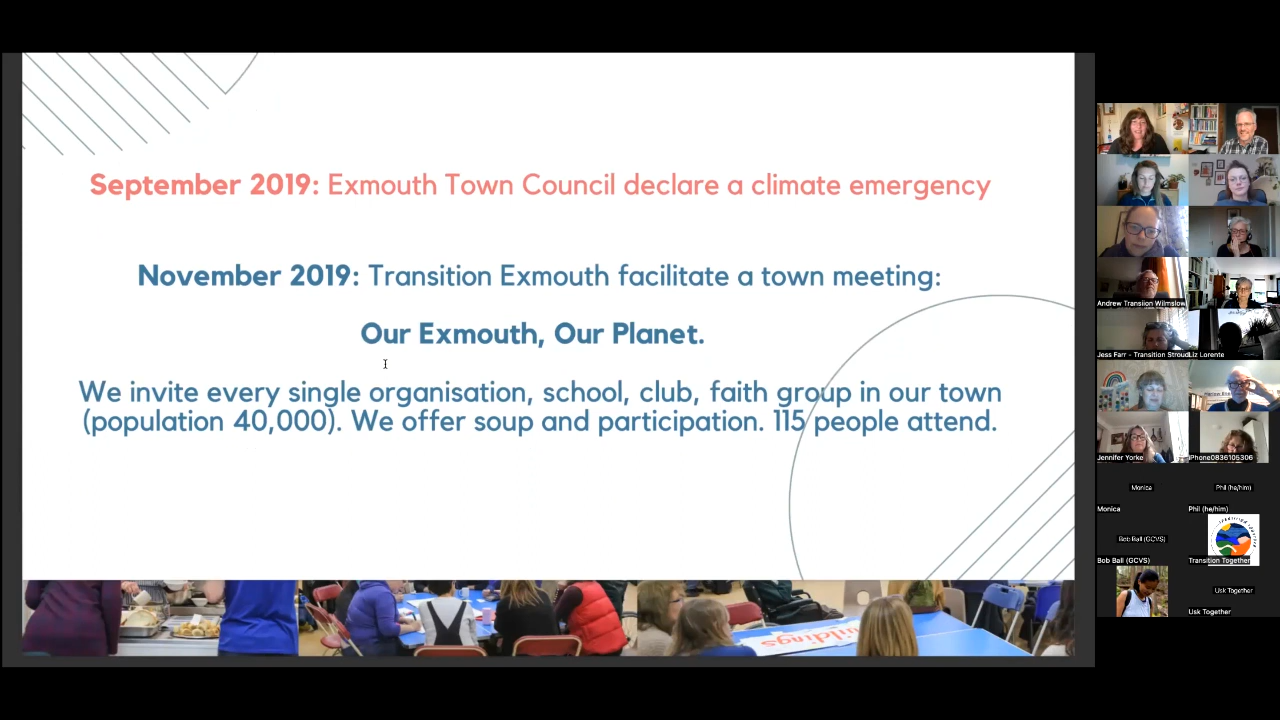 September 2019: Exmouth Town Council declare a climate emergency
November 2019: Transition Exmouth facilitate a town meeting:
Our Exmouth, Our Planet.
We invite every single organisation, school, club, faith group in our town
(population 40,000). We offer soup and participation. 115 people attend.
Andrew Transiion Wilmslow
Jess Farr - Transition Stroud
Liz Lorente
Jennifer Yorke
iPhone0836105306
Monica
Phil (he/him)
Monica
Phil (he/him)
Bob Ball (GCVS)
Bob Ball (GCVS)
Transition Together
Usk Together
Usk Together